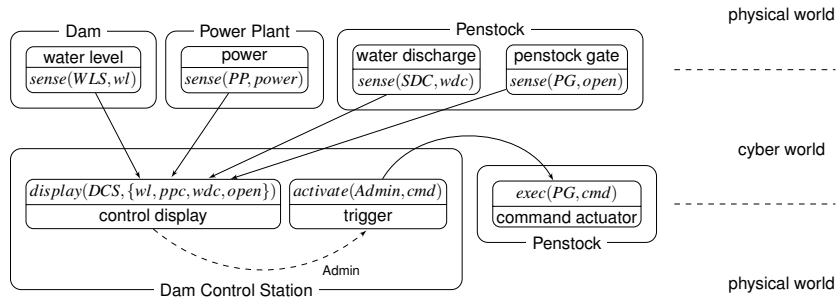 physical world
Dam
Power Plant
Penstock
water level
power
water discharge
penstock gate
sense(WLS,wl)
sense(PP,power)
sense(SDC,wdc)
sense(PG,open)
cyber world
display(DCS,{wl,ppc,wdc,open})
activate(Admin,cmd)
exec(PG,cmd)
control display
trigger
command actuator
Penstock
Admin
Dam Control Station
physical world